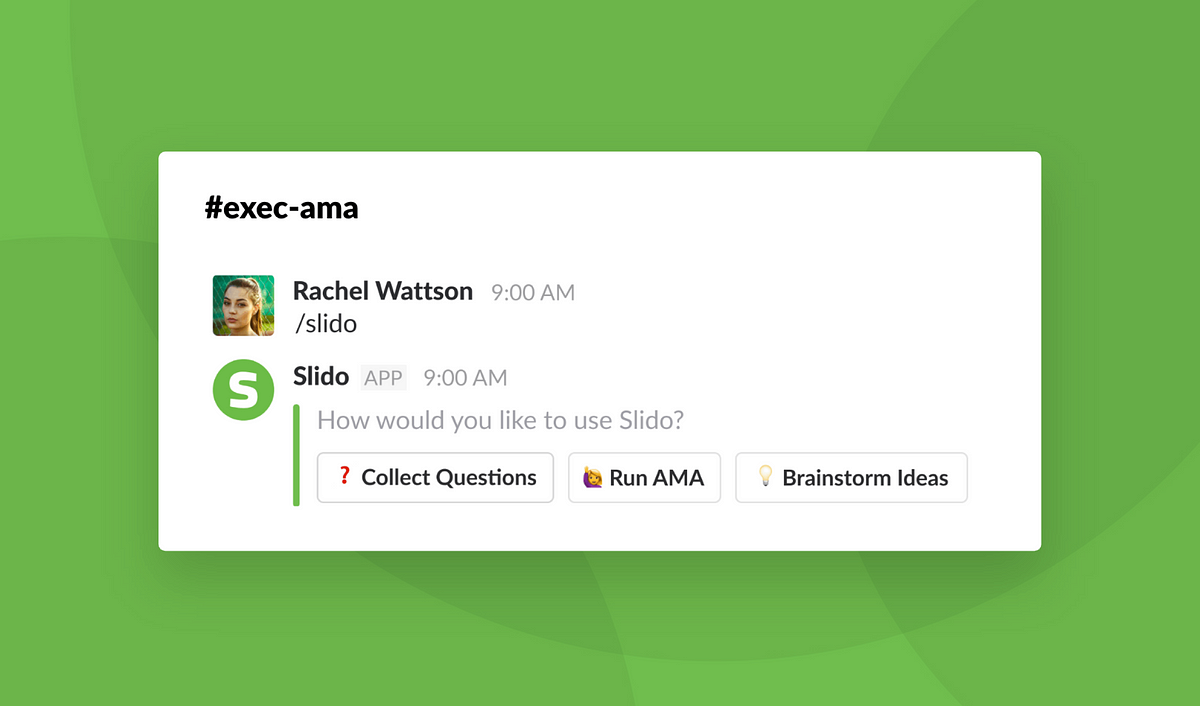 #exec-ama
Rachel Wattson 9:00 AM
/slido
S
Slido APP 9:00 AM
How would you like to use Slido?
❓ Collect Questions 🙋 Run AMA 💡 Brainstorm Ideas